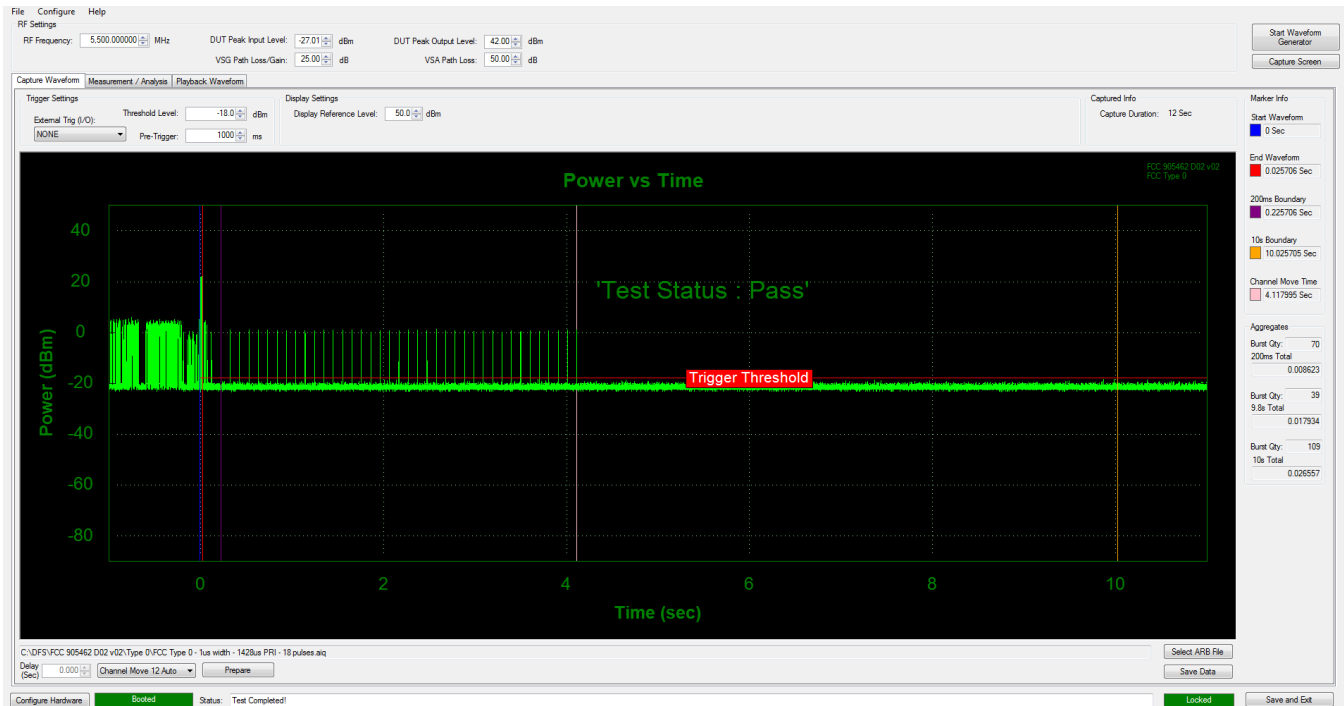 File Configure Help
RF Settings
RF Frequency: 5,500.000000 MHz DUT Peak Input Level: -27.01 dBm DUT Peak Output Level: 42.00 dBm
VSG Path Loss/Gain: 25.00 dB VSA Path Loss: 50.00 dB
Start Waveform
Generator
Capture Screen
Capture Waveform Measurement / Analysis Playback Waveform
Trigger Settings
External Trig (I/O):
NONE
Threshold Level: -18.0 dBm
Pre-Trigger: 1000 ms
Display Settings
Display Reference Level: 50.0 dBm
Captured Info
Capture Duration: 12 Sec
Marker Info
Start Waveform
0 Sec
End Waveform
0.025706 Sec
200ms Boundary
0.225706 Sec
10s Boundary
10.025705 Sec
Channel Move Time
4.117995 Sec
Aggregates
Burst Qty: 70
200ms Total
0.008623
Burst Qty: 39
9.8s Total
0.017934
Burst Qty: 109
10s Total
0.026557
Power vs Time
FCC 905462 D02 v02
FCC Type 0
'Test Status : Pass'
Trigger Threshold
Power (dBm)
40
20
0
-20
-40
-60
-80
0 2 4 6 8 10
Time (sec)
C:\DFS\FCC 905462 D02 v02\Type 0\FCC Type 0 - 1us width - 1428us PRI - 18 pulses.aiq
Select ARB File
Delay
(Sec)
0.000 Channel Move 12 Auto Prepare
Save Data
Configure Hardware Booted Status: Test Completed! Locked Save and Exit